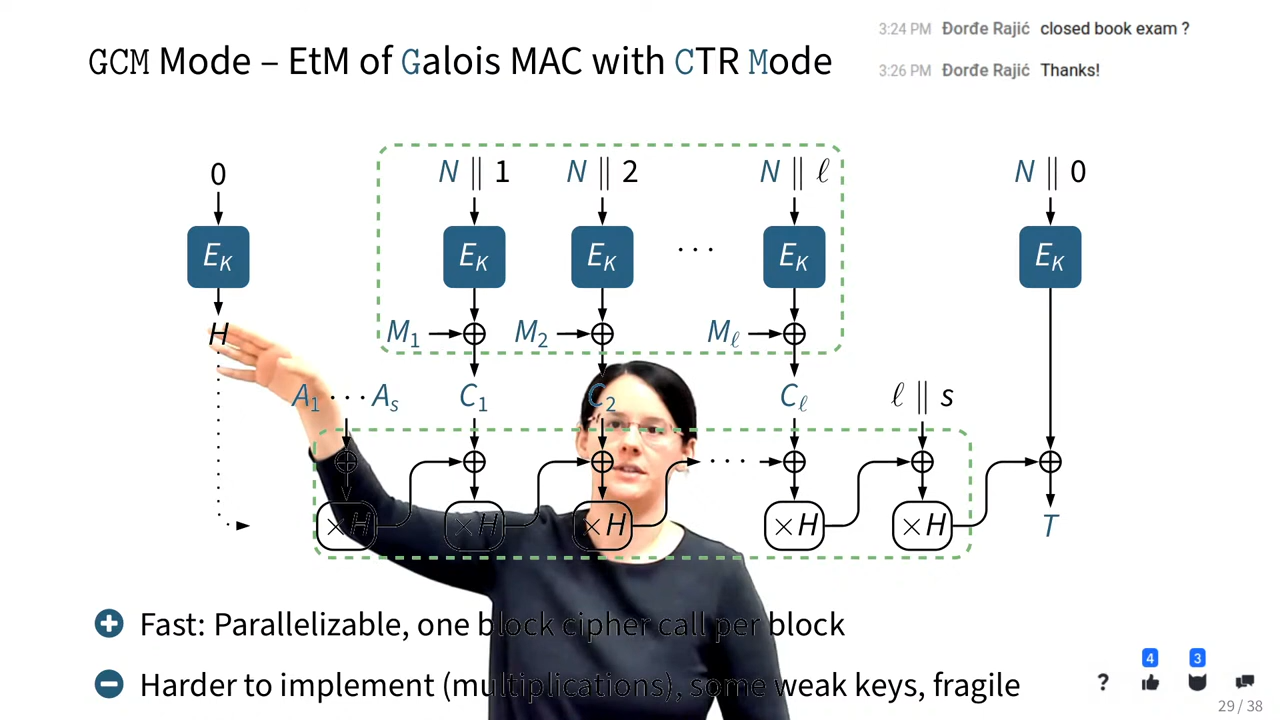 GCM Mode – EtM of Galois MAC with CTR Mode
3:24 PM Đorđe Rajić closed book exam ?
3:26 PM Đorđe Rajić Thanks!
0 N ∥ 1 N ∥ 2 N ∥ ℓ N ∥ 0
E_K E_K E_K · · · E_K E_K
H M_1 ⊕ M_2 ⊕ M_ℓ ⊕
A_1 · · · A_s C_1 C_2 C_ℓ ℓ ∥ s
⊕ ⊕ ⊕ · · · ⊕ ⊕ ⊕
×H ×H ×H ×H ×H T
+ Fast: Parallelizable, one block cipher call per block
− Harder to implement (multiplications), some weak keys, fragile
4 3
?
29 / 38